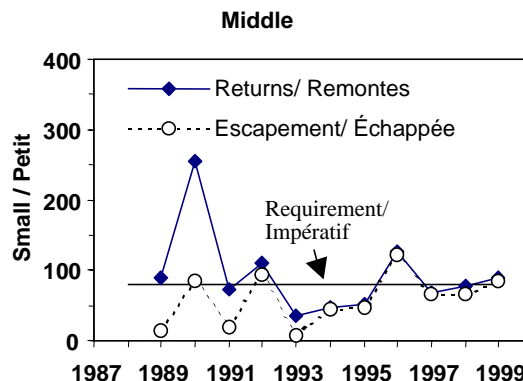 Middle
400
300
200
100
0
Small / Petit
Returns/ Remontes
Escapement/ Échappée
Requirement/
Impératif
1987 1989 1991 1993 1995 1997 1999